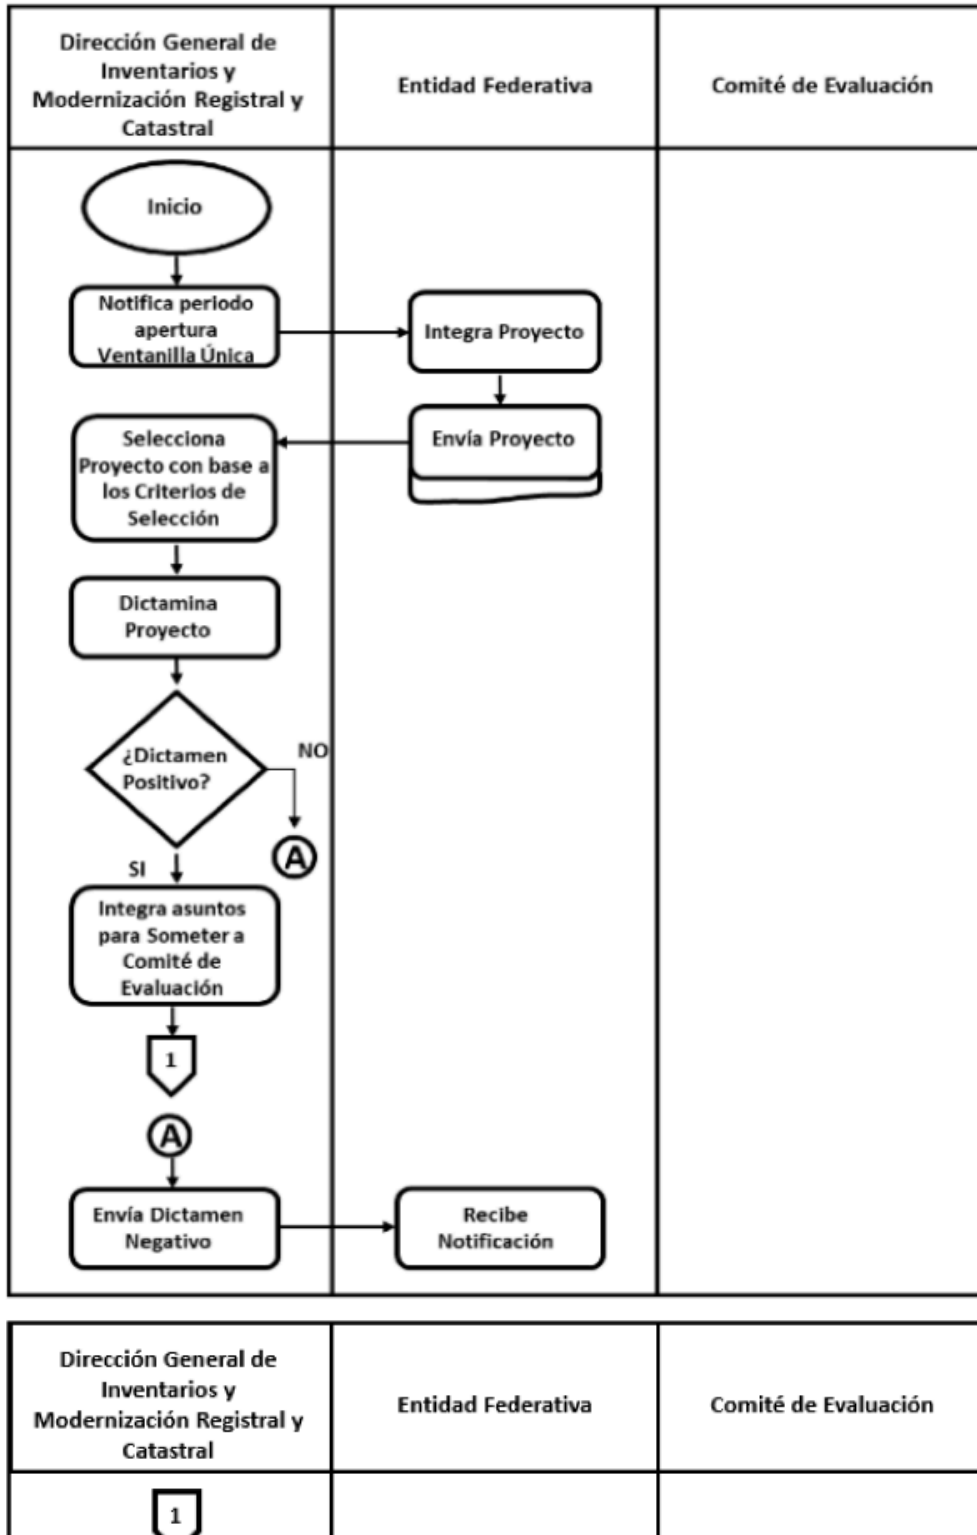 Dirección General de
Inventarios y
Modernización Registral y
Catastral
Entidad Federativa
Comité de Evaluación
Inicio
Notifica periodo
apertura
Ventanilla Única
Integra Proyecto
Envía Proyecto
Selecciona
Proyecto con base a
los Criterios de
Selección
Dictamina
Proyecto
¿Dictamen
Positivo?
NO
A
SI
Integra asuntos
para Someter a
Comité de
Evaluación
1
A
Envía Dictamen
Negativo
Recibe
Notificación
Dirección General de
Inventarios y
Modernización Registral y
Catastral
Entidad Federativa
Comité de Evaluación
1